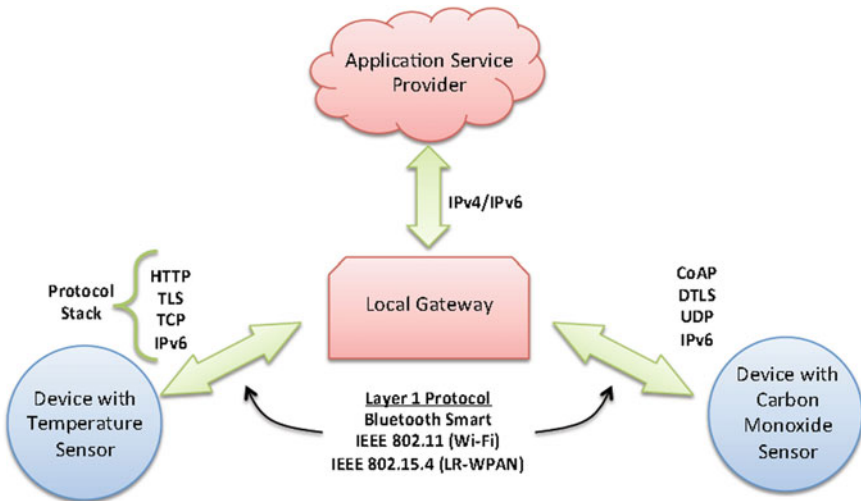 Application Service
Provider
IPv4/IPv6
Protocol
Stack
HTTP
TLS
TCP
IPv6
Local Gateway
CoAP
DTLS
UDP
IPv6
Device with
Temperature
Sensor
Layer 1 Protocol
Bluetooth Smart
IEEE 802.11 (Wi-Fi)
IEEE 802.15.4 (LR-WPAN)
Device with
Carbon
Monoxide
Sensor